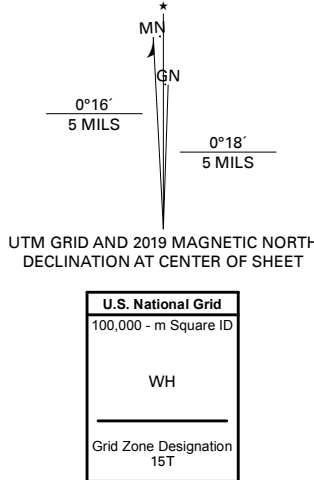 MN
GN
0°16´
5 MILS
0°18´
5 MILS
UTM GRID AND 2019 MAGNETIC NORTH
DECLINATION AT CENTER OF SHEET
U.S. National Grid
100,000 - m Square ID
WH
Grid Zone Designation
15T